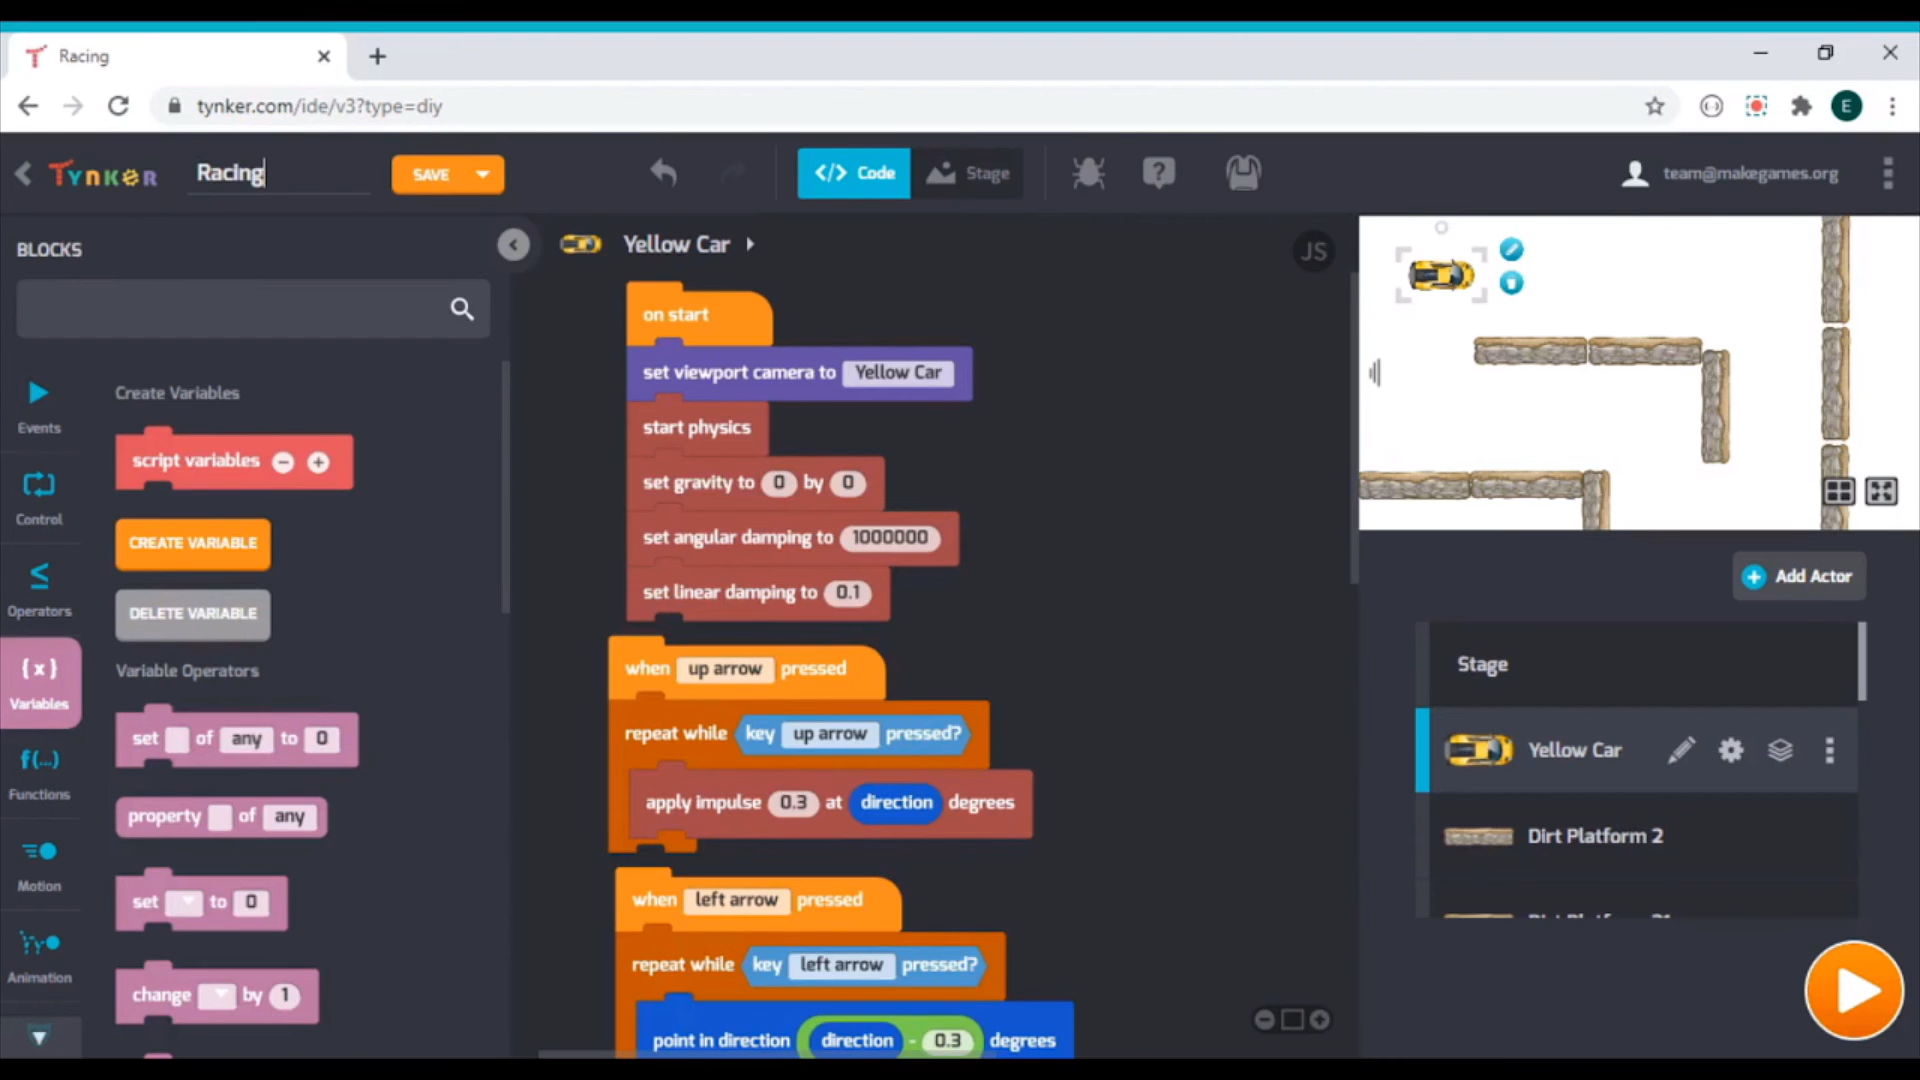 Racing
tynker.com/ide/v3?type=diy
E
TYNKER
Racing
SAVE
</> Code
Stage
team@makegames.org
BLOCKS
Yellow Car
JS
Events
Control
Operators
{ x }
Variables
f(...)
Functions
Motion
Animation
Create Variables
script variables
CREATE VARIABLE
DELETE VARIABLE
Variable Operators
set of any to 0
property of any
set to 0
change by 1
on start
set viewport camera to Yellow Car
start physics
set gravity to 0 by 0
set angular damping to 1000000
set linear damping to 0.1
when up arrow pressed
repeat while key up arrow pressed?
apply impulse 0.3 at direction degrees
when left arrow pressed
repeat while key left arrow pressed?
point in direction direction - 0.3 degrees
Add Actor
Stage
Yellow Car
Dirt Platform 2